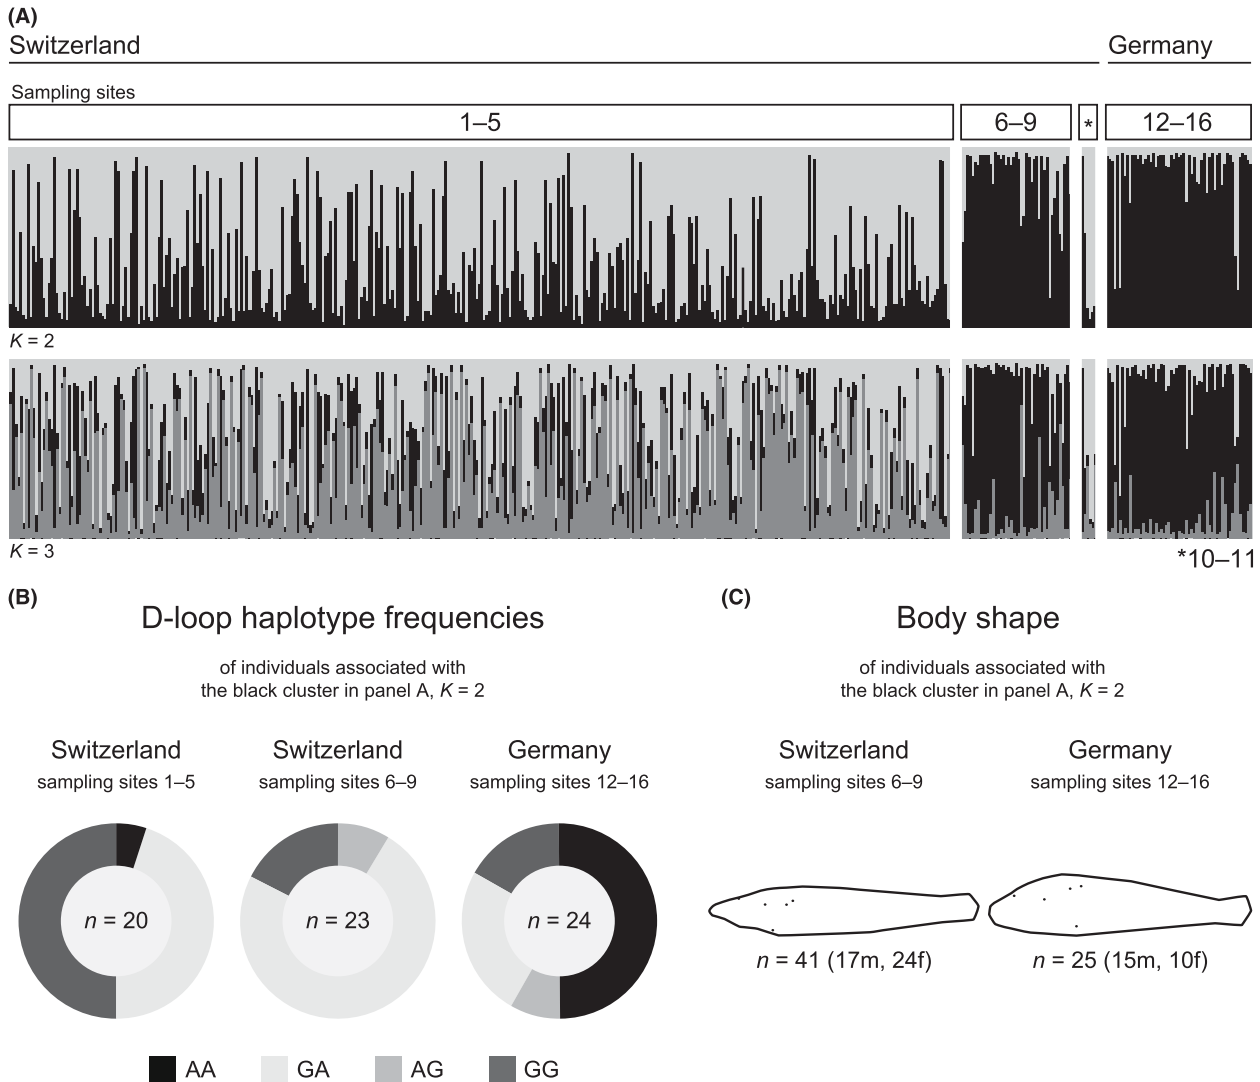 (A)
Switzerland Germany
Sampling sites
1–5 6–9 * 12–16
K = 2
K = 3
*10–11
(B) (C)
D-loop haplotype frequencies
of individuals associated with
the black cluster in panel A, K = 2
Body shape
of individuals associated with
the black cluster in panel A, K = 2
Switzerland
sampling sites 1–5
Switzerland
sampling sites 6–9
Germany
sampling sites 12–16
Switzerland
sampling sites 6–9
Germany
sampling sites 12–16
n = 20
n = 23
n = 24
n = 41 (17m, 24f)
n = 25 (15m, 10f)
AA GA AG GG